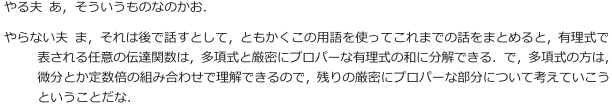 やる夫 あ，そういうものなのかお．
やらない夫 ま，それは後で話すとして，ともかくこの用語を使ってこれまでの話をまとめると，有理式で
表される任意の伝達関数は，多項式と厳密にプロパーな有理式の和に分解できる．で，多項式の方は，
微分とか定数倍の組み合わせで理解できるので，残りの厳密にプロパーな部分について考えていこう
ということだな．